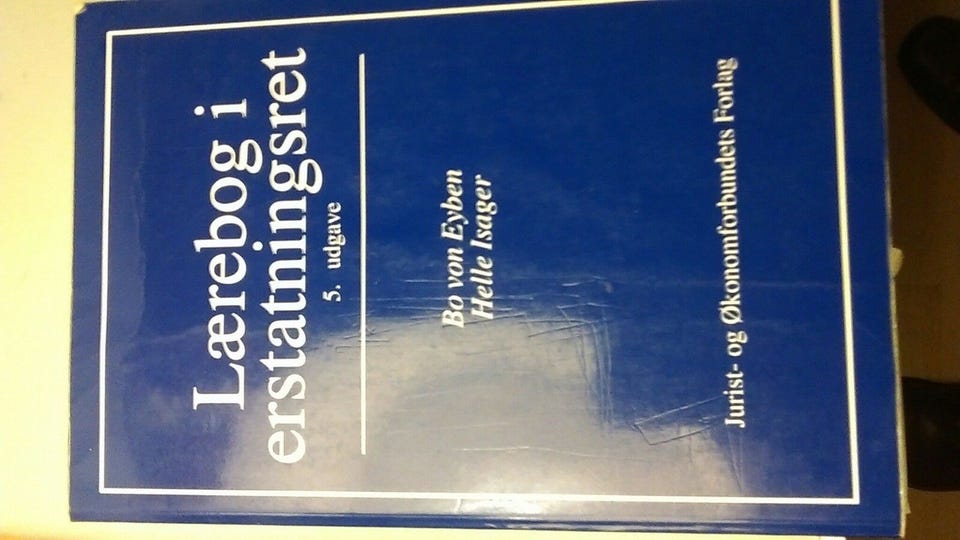 Lærebog i
erstatningsret
5. udgave
Bo von Eyben
Helle Isager
Jurist- og Økonomforbundets Forlag